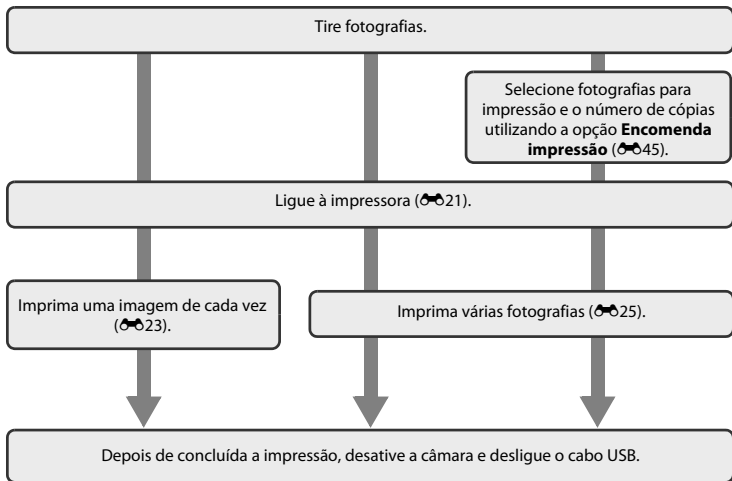 Tire fotografias.
Selecione fotografias para
impressão e o número de cópias
utilizando a opção Encomenda
impressão (45).
Ligue à impressora (21).
Imprima uma imagem de cada vez
(23).
Imprima várias fotografias (25).
Depois de concluída a impressão, desative a câmara e desligue o cabo USB.